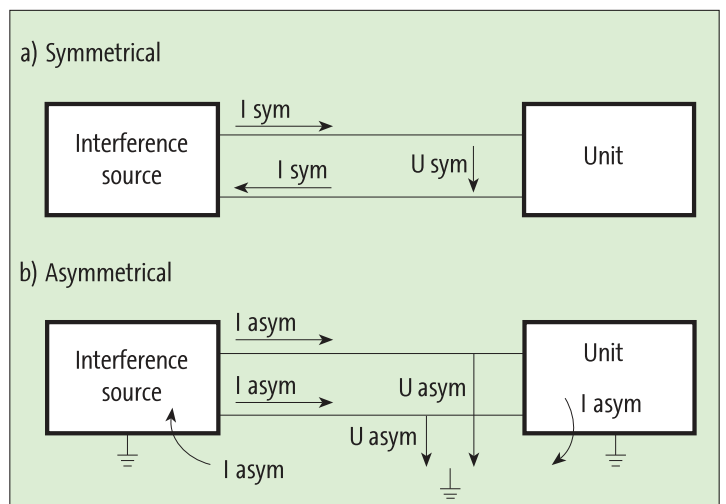 a) Symmetrical
I sym
Interference
source
I sym
U sym
Unit
b) Asymmetrical
I asym
Interference
source
I asym
U asym
U asym
I asym
Unit
I asym